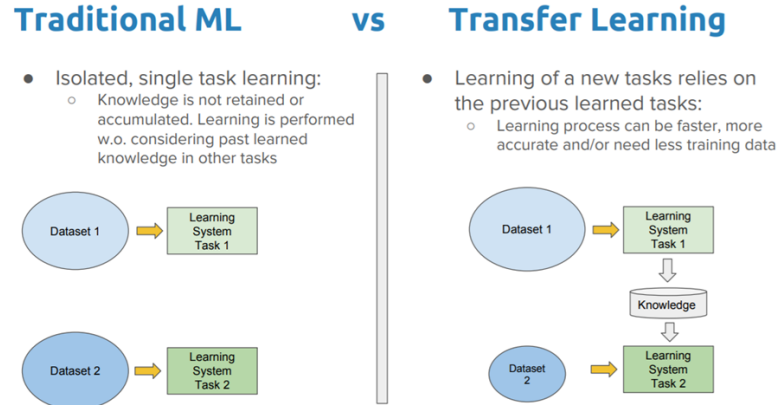 Traditional ML vs Transfer Learning
● Isolated, single task learning:
○ Knowledge is not retained or
accumulated. Learning is performed
w.o. considering past learned
knowledge in other tasks
Dataset 1
Learning
System
Task 1
Dataset 2
Learning
System
Task 2
● Learning of a new tasks relies on
the previous learned tasks:
○ Learning process can be faster, more
accurate and/or need less training data
Dataset 1
Learning
System
Task 1
Knowledge
Dataset
2
Learning
System
Task 2